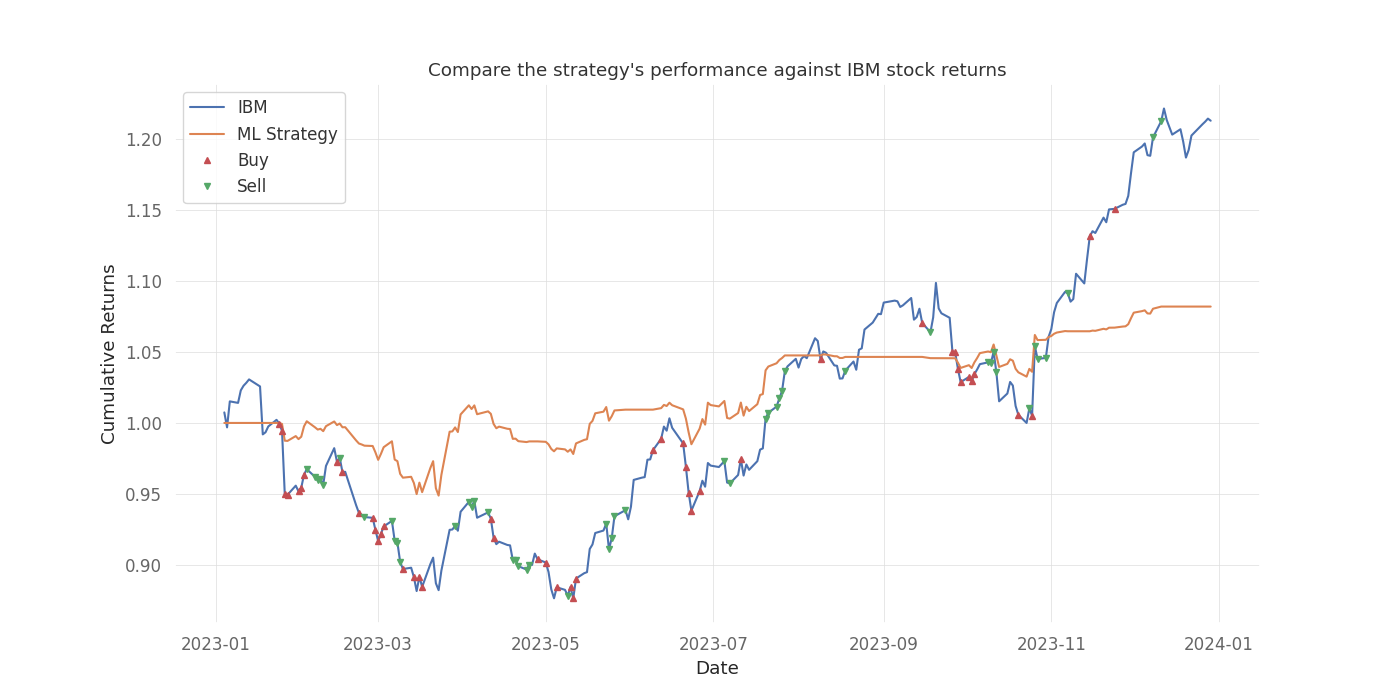 Compare the strategy's performance against IBM stock returns
IBM
ML Strategy
Buy
Sell
Cumulative Returns
1.20
1.15
1.10
1.05
1.00
0.95
0.90
2023-01
2023-03
2023-05
2023-07
2023-09
2023-11
2024-01
Date